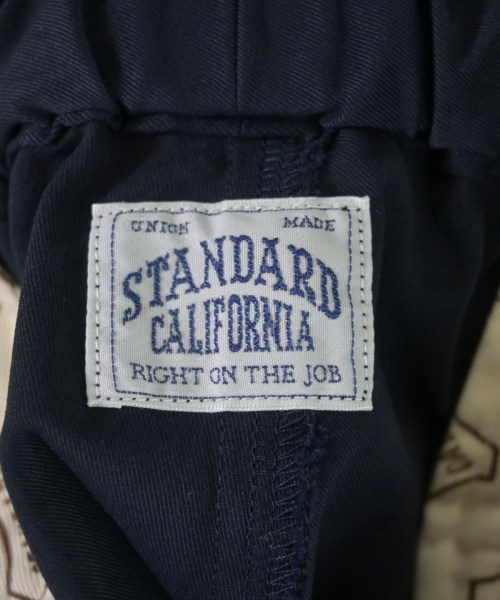 UNION MADE
STANDARD
CALIFORNIA
RIGHT ON THE JOB